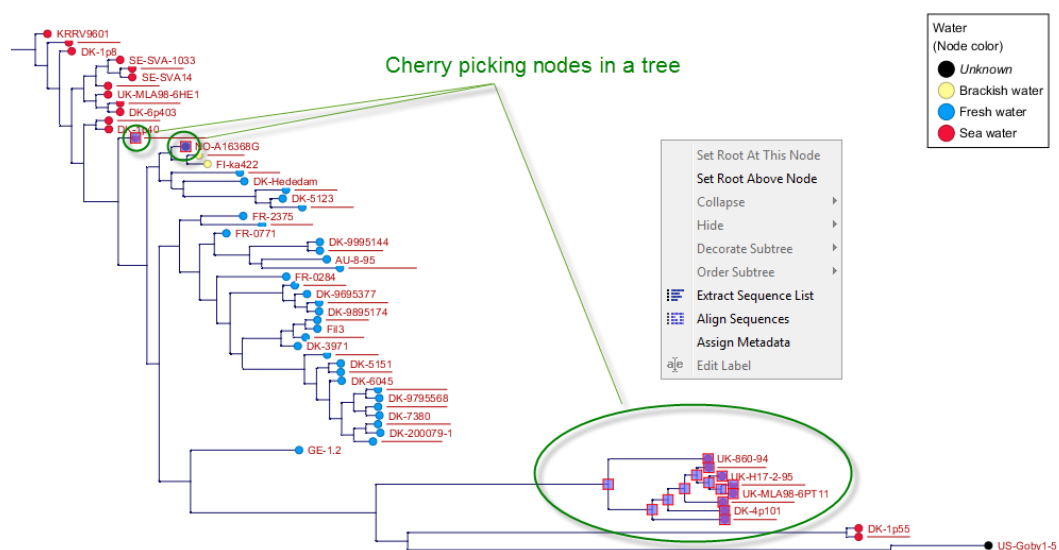 KRRV9601
DK-1p8
SE-SVA-1033
SE-SVA14
UK-MLA98-6HE1
DK-6p403
DK-1p40
NO-A16368G
FI-ka422
DK-Hededam
DK-5123
FR-2375
FR-0771
DK-9995144
AU-8-95
FR-0284
DK-9695377
DK-9895174
Fil3
DK-3971
DK-5151
DK-6045
DK-9795568
DK-7380
DK-200079-1
GE-1.2
UK-860-94
UK-H17-2-95
UK-MLA98-6PT11
DK-4p101
DK-1p55
US-Goby1-5
Cherry picking nodes in a tree
Set Root At This Node
Set Root Above Node
Collapse
Hide
Decorate Subtree
Order Subtree
Extract Sequence List
Align Sequences
Assign Metadata
Edit Label
Water
(Node color)
Unknown
Brackish water
Fresh water
Sea water